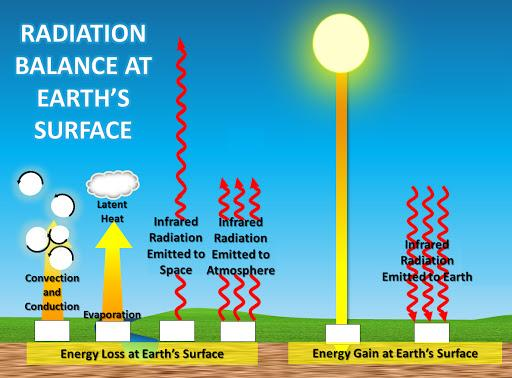 RADIATION
BALANCE AT
EARTH'S
SURFACE
Latent
Heat
Convection
and
Conduction
Evaporation
Infrared
Radiation
Emitted to
Space
Infrared
Radiation
Emitted to
Atmosphere
Infrared
Radiation
Emitted to Earth
Energy Loss at Earth's Surface
Energy Gain at Earth's Surface